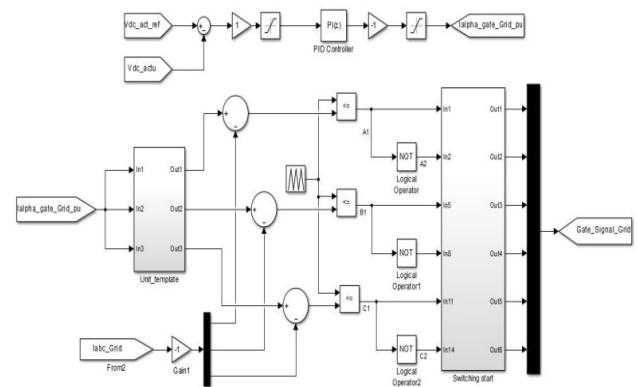 Vdc_act_ref
1
PI(z)
-1
Ialpha_gate_Grid_pu
PID Controller
Vdc_actu
<=
In1
Out1
A1
In1
Out1
NOT
A2
In2
Out2
Logical
Operator
Ialpha_gate_Grid_pu
In2
Out2
<=
B1
In5
Out3
Gate_Signal_Grid
In3
Out3
NOT
In8
Out4
Logical
Operator1
Unit_template
<=
C1
In11
Out5
Iabc_Grid
-1
From2
Gain1
NOT
C2
In14
Out6
Logical
Operator2
Switching start